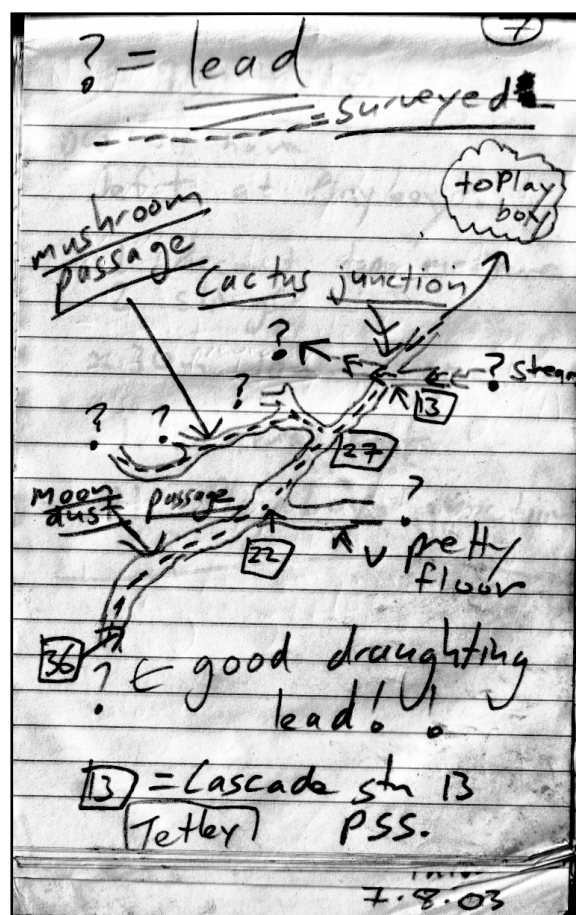 7
? = lead
= surveyed
to Play
box
mushroom
passage
Cactus junction
?
? stream
13
?
? ?
27
moon
dust passage
?
22
V pretty
floor
36
? ← good draughting
lead!!
13 = Cascade stn 13
Tetley PSS.
7.8.03